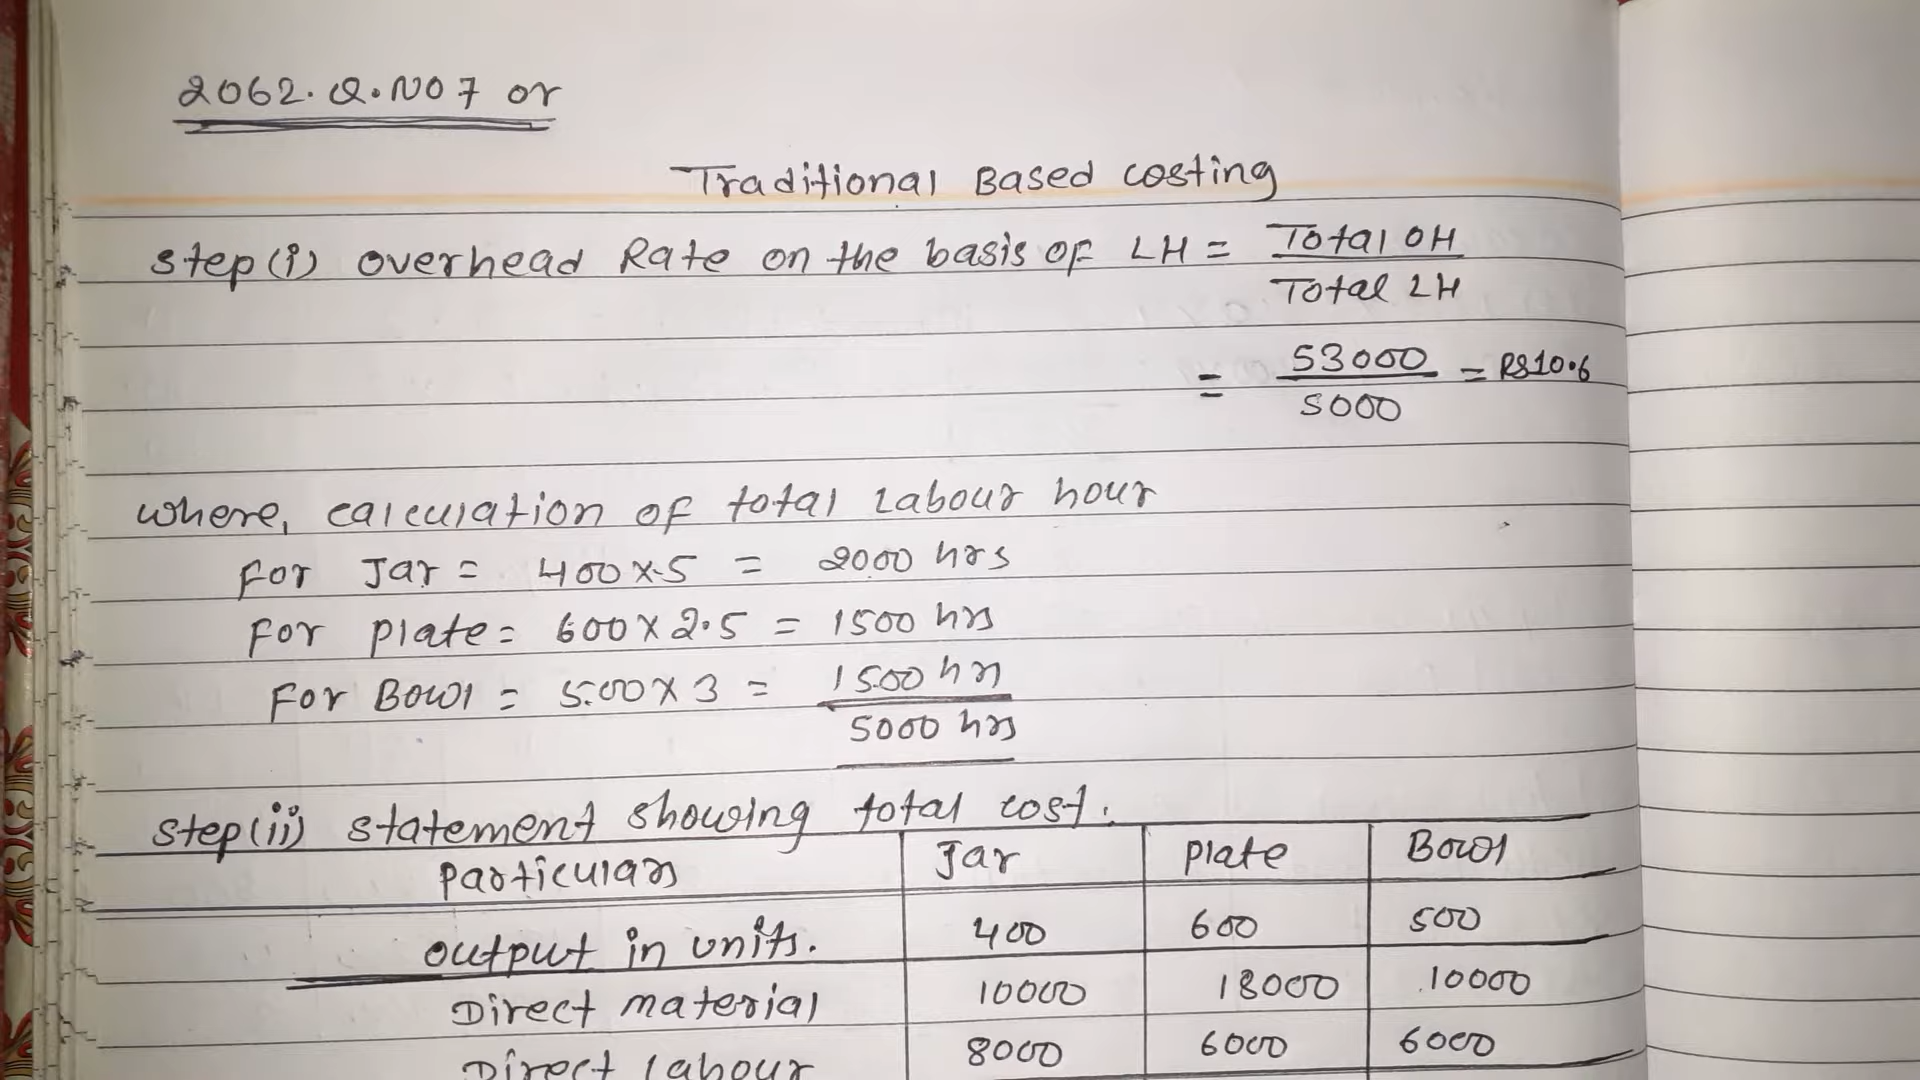 2062. Q. NO 7 or
Traditional Based costing
step(i) overhead Rate on the basis of LH = Total OH
Total LH
= 53000 = RS10.6
5000
where, calculation of total Labour hour
For Jar = 400 x 5 = 2000 hrs
For plate = 600 x 2.5 = 1500 hrs
For Bowl = 500 x 3 = 1500 hrs
5000 hrs
step(ii) statement showing total cost.
particulars Jar plate Bowl
output in units. 400 600 500
Direct material 10000 18000 10000
Direct labour 8000 6000 6000